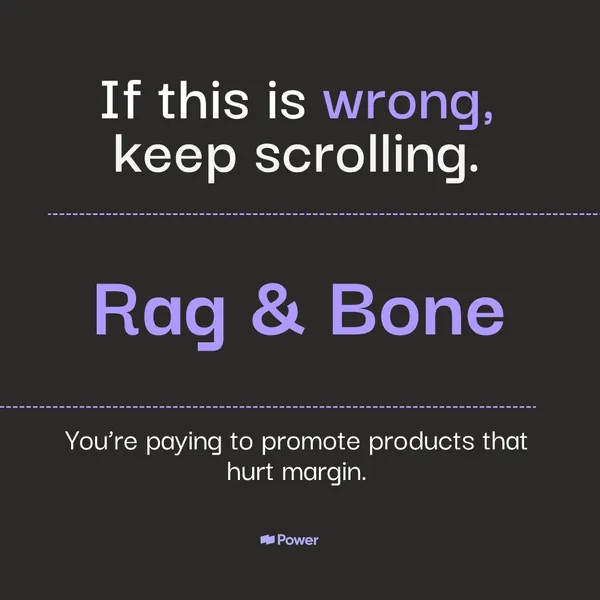 If this is wrong,
keep scrolling.
Rag & Bone
You’re paying to promote products that
hurt margin.
Power